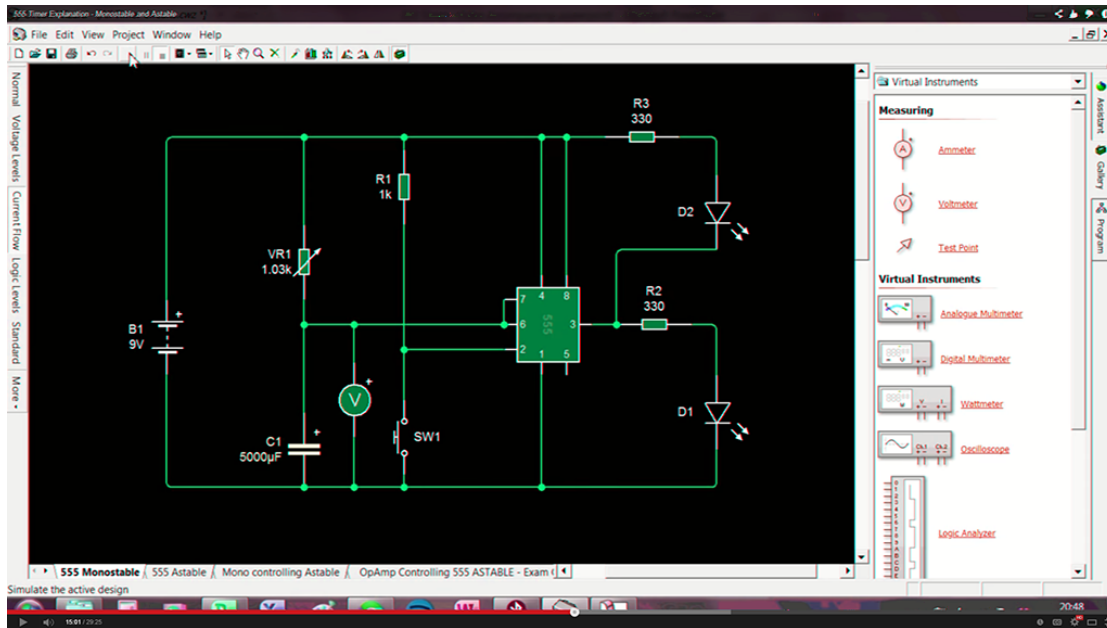 555 Timer Explanation - Monostable and Astable
File Edit View Project Window Help
Normal
Voltage Levels
Current Flow
Logic Levels
Standard
More
R3
330
R1
1k
D2
VR1
1.03k
R2
330
7 4 8
6 555 3
2 1 5
B1
9V
V
D1
SW1
C1
5000µF
555 Monostable
555 Astable
Mono controlling Astable
OpAmp Controlling 555 ASTABLE - Exam
Virtual Instruments
Measuring
A Ammeter
V Voltmeter
Test Point
Virtual Instruments
Analogue Multimeter
Digital Multimeter
Wattmeter
Ch.1 Ch.2 Oscilloscope
Logic Analyzer
Assistant
Gallery
Program
Simulate the active design
20:48
15:01 / 29:25